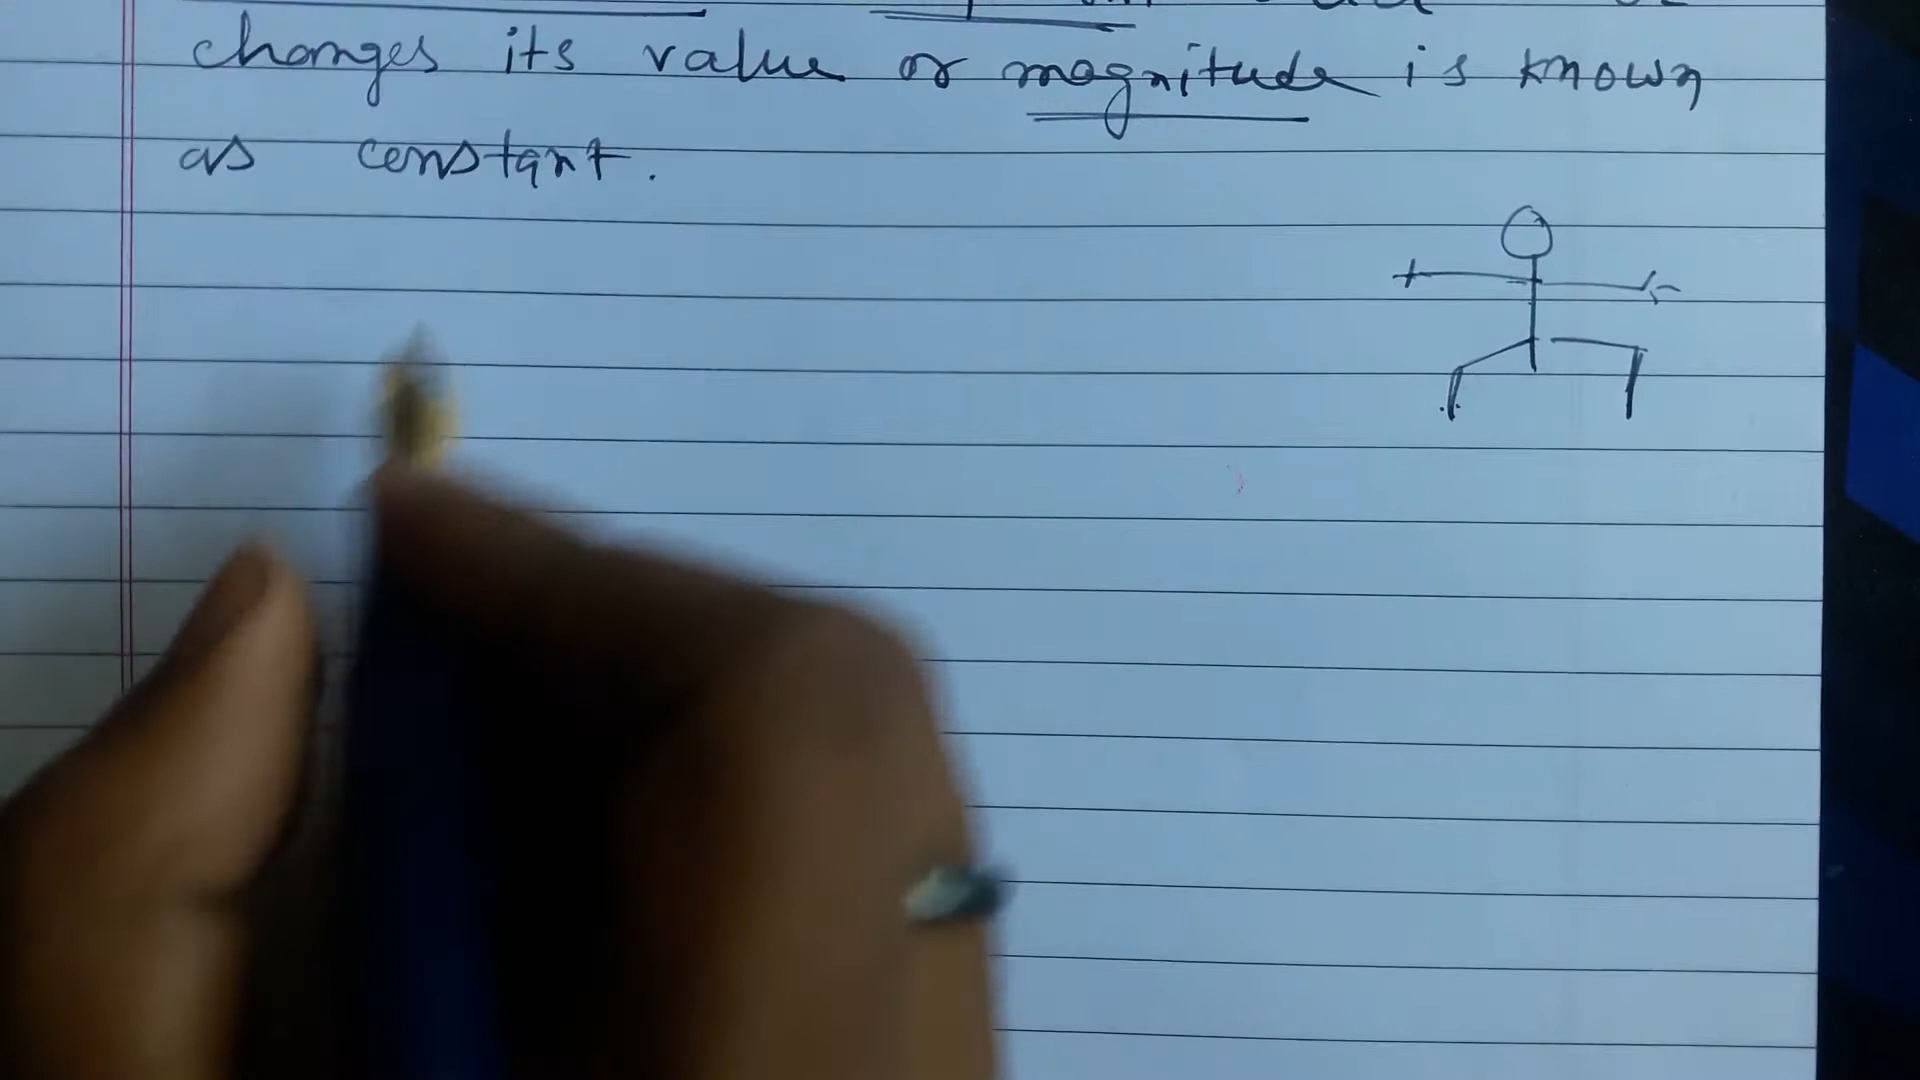 changes its value or magnitude is known
as constant.